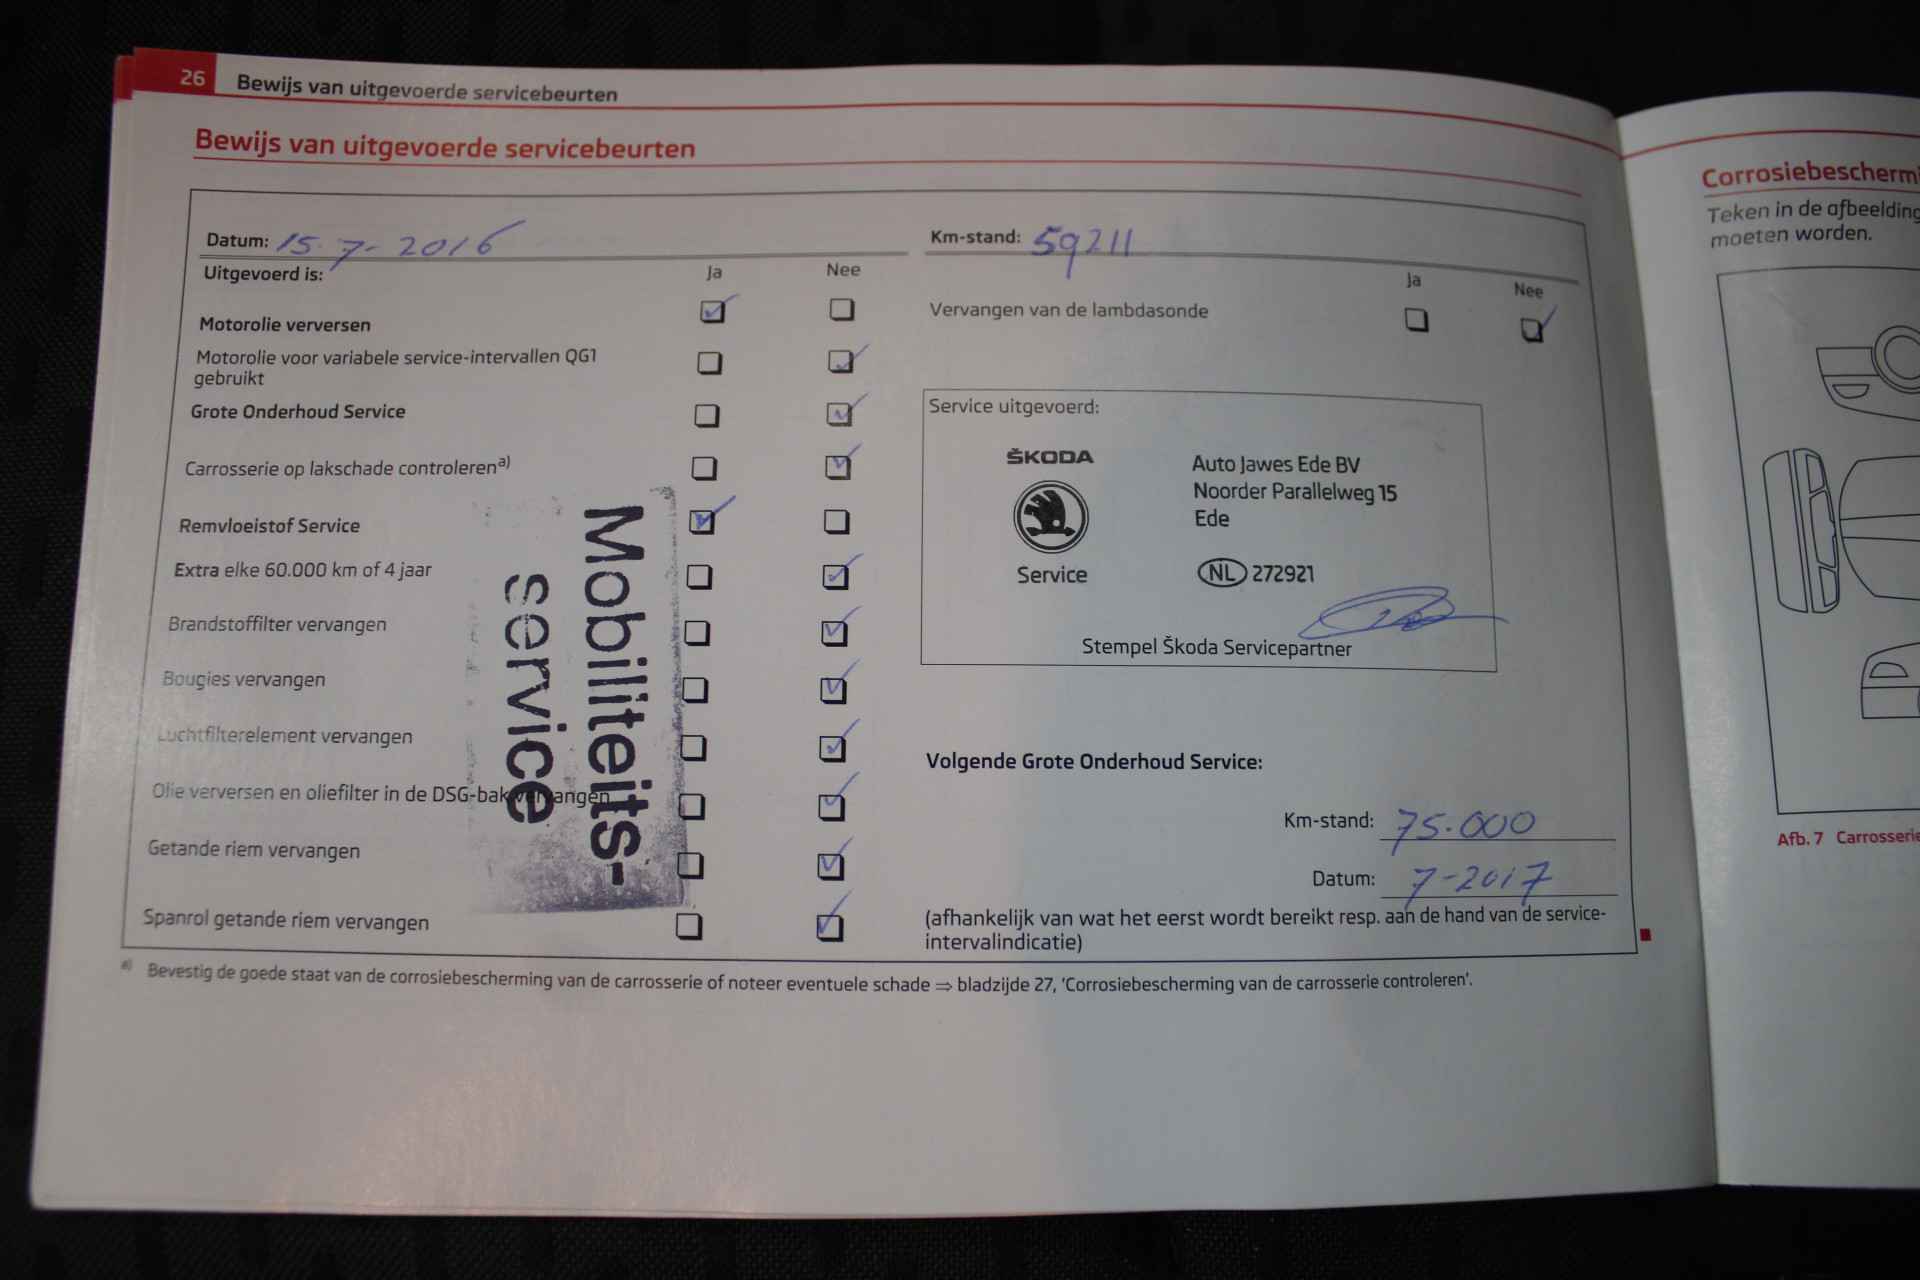 26 Bewijs van uitgevoerde servicebeurten
Bewijs van uitgevoerde servicebeurten
Datum: 15-7-2016
Uitgevoerd is: Ja Nee
Motorolie verversen
Motorolie voor variabele service-intervallen QG1
gebruikt
Grote Onderhoud Service
Carrosserie op lakschade controleren a)
Remvloeistof Service
Extra elke 60.000 km of 4 jaar
Brandstoffilter vervangen
Bougies vervangen
Luchtfilterelement vervangen
Olie verversen en oliefilter in de DSG-bak vervangen
Getande riem vervangen
Spanrol getande riem vervangen
Mobiliteits-
service
Km-stand: 59211
Ja Nee
Vervangen van de lambdasonde
Service uitgevoerd:
ŠKODA
Service
Auto Jawes Ede BV
Noorder Parallelweg 15
Ede
NL 272921
Stempel Škoda Servicepartner
Volgende Grote Onderhoud Service:
Km-stand: 75.000
Datum: 7-2017
(afhankelijk van wat het eerst wordt bereikt resp. aan de hand van de service-
intervalindicatie)
a) Bevestig de goede staat van de corrosiebescherming van de carrosserie of noteer eventuele schade ⇒ bladzijde 27, 'Corrosiebescherming van de carrosserie controleren'.
Corrosiebeschermi
Teken in de afbeelding
moeten worden.
Afb. 7 Carrosserie